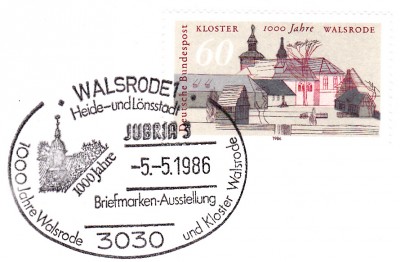 KLOSTER 1000 Jahre WALSRODE
60
Deutsche Bundespost
1986
WALSRODE 1
Heide- und Lönsstadt
JUBRIA 3
-5.-5.1986
1000 Jahre
Briefmarken-Ausstellung
1000 Jahre Walsrode und Kloster Walsrode
3030